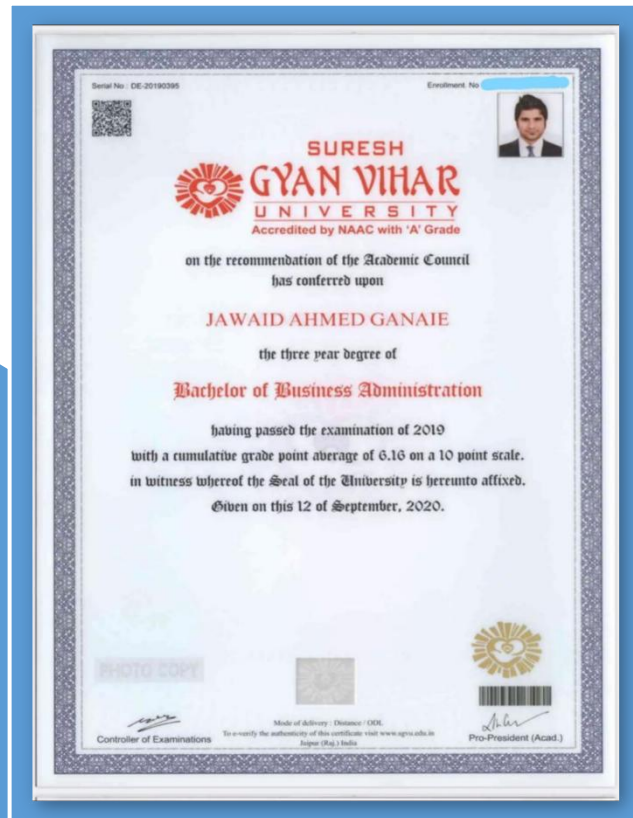 Serial No : DE-20190395
Enrollment No
SURESH
GYAN VIHAR
UNIVERSITY
Accredited by NAAC with 'A' Grade
on the recommendation of the Academic Council
has conferred upon
JAWAID AHMED GANAIE
the three year degree of
Bachelor of Business Administration
having passed the examination of 2019
with a cumulative grade point average of 6.16 on a 10 point scale.
in witness whereof the Seal of the University is hereunto affixed.
Given on this 12 of September, 2020.
PHOTO COPY
Controller of Examinations
Mode of delivery : Distance / ODL
To e-verify the authenticity of this certificate visit www.sgvu.edu.in
Jaipur (Raj.) India
Pro-President (Acad.)